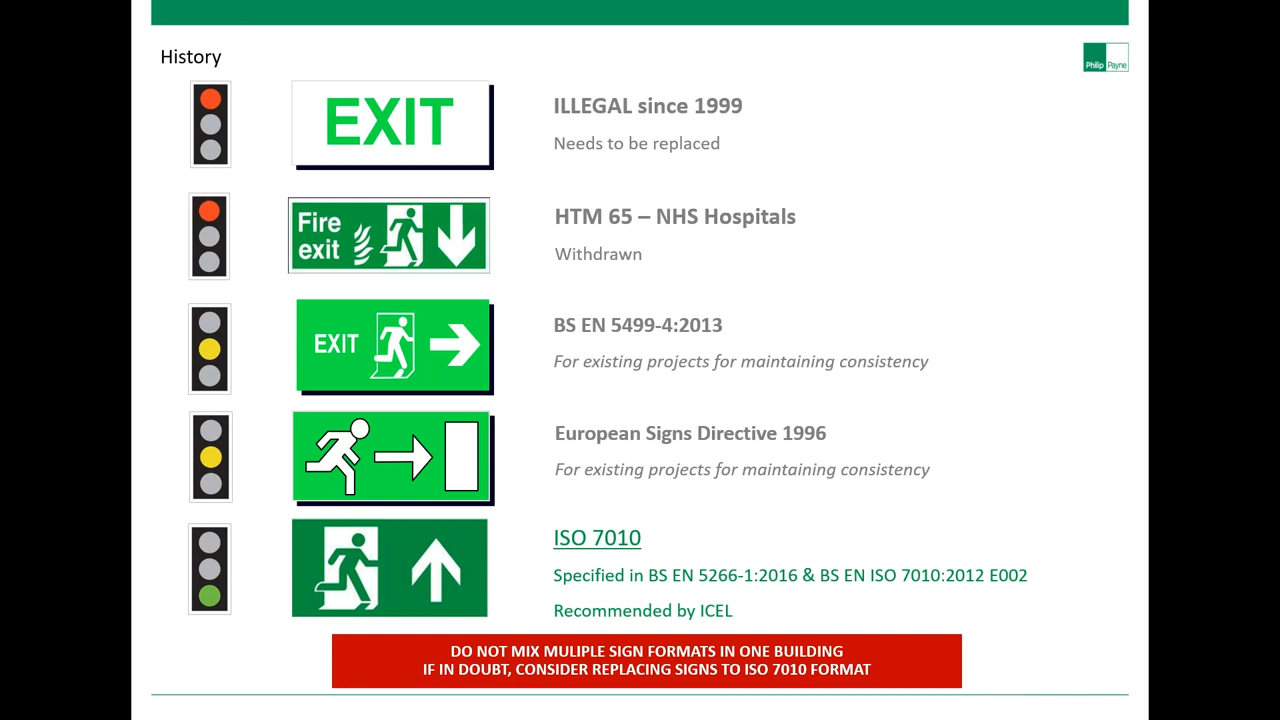 History
Philip Payne
EXIT
ILLEGAL since 1999
Needs to be replaced
Fire
exit
HTM 65 – NHS Hospitals
Withdrawn
EXIT
BS EN 5499-4:2013
For existing projects for maintaining consistency
European Signs Directive 1996
For existing projects for maintaining consistency
ISO 7010
Specified in BS EN 5266-1:2016 & BS EN ISO 7010:2012 E002
Recommended by ICEL
DO NOT MIX MULIPLE SIGN FORMATS IN ONE BUILDING
IF IN DOUBT, CONSIDER REPLACING SIGNS TO ISO 7010 FORMAT